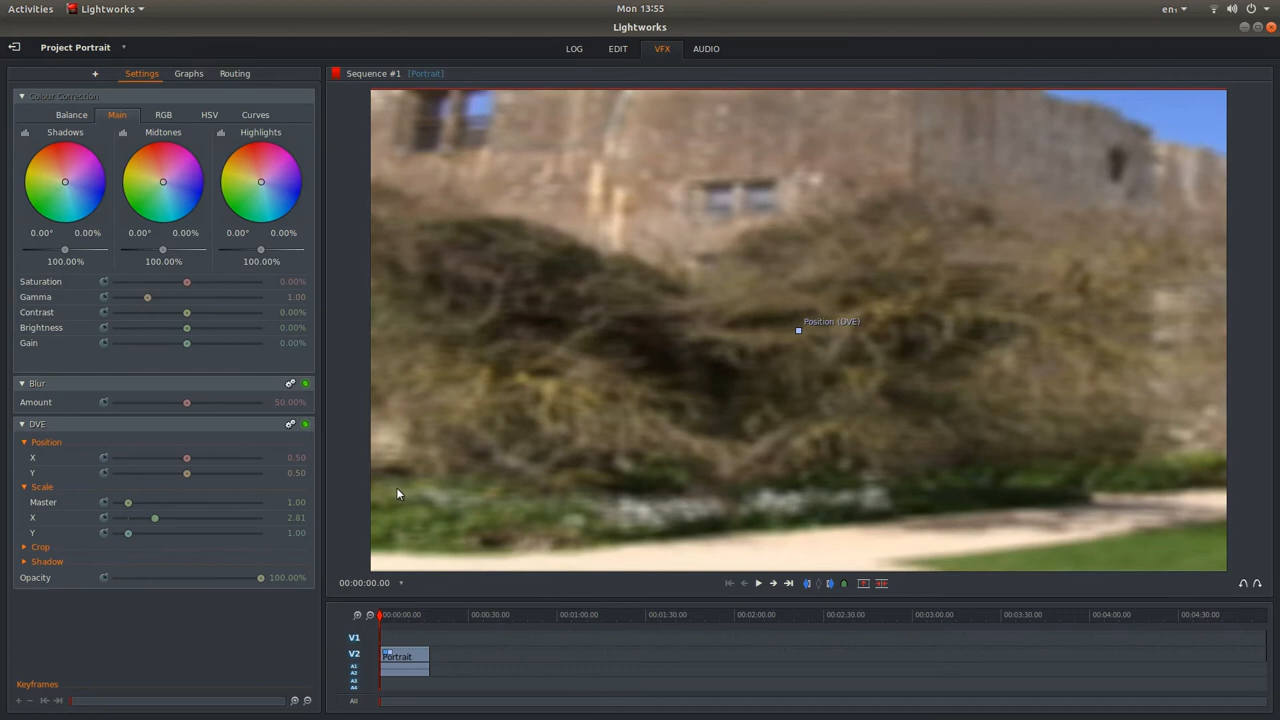 Activities
Lightworks
Mon 13:55
en₁
Lightworks
Project Portrait
LOG
EDIT
VFX
AUDIO
+ Settings Graphs Routing
Sequence #1 [Portrait]
Colour Correction
Balance Main RGB HSV Curves
Shadows Midtones Highlights
0.00° 0.00% 0.00° 0.00% 0.00° 0.00%
100.00% 100.00% 100.00%
Saturation 0.00%
Gamma 1.00
Contrast 0.00%
Brightness 0.00%
Gain 0.00%
Blur
Amount 50.00%
DVE
Position
X 0.50
Y 0.50
Scale
Master 1.00
X 2.81
Y 1.00
Crop
Shadow
Opacity 100.00%
Position (DVE)
00:00:00.00
00:00:00.00 00:00:30.00 00:01:00.00 00:01:30.00 00:02:00.00 00:02:30.00 00:03:00.00 00:03:30.00 00:04:00.00 00:04:30.00
V1
V2
Portrait
A1
A2
A3
A4
All
Keyframes